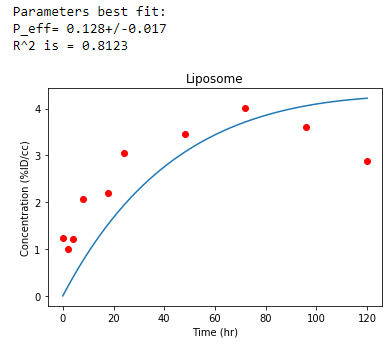 Parameters best fit:
P_eff= 0.128+/-0.017
R^2 is = 0.8123
Liposome
Concentration (%ID/cc)
4
3
2
1
0
0 20 40 60 80 100 120
Time (hr)